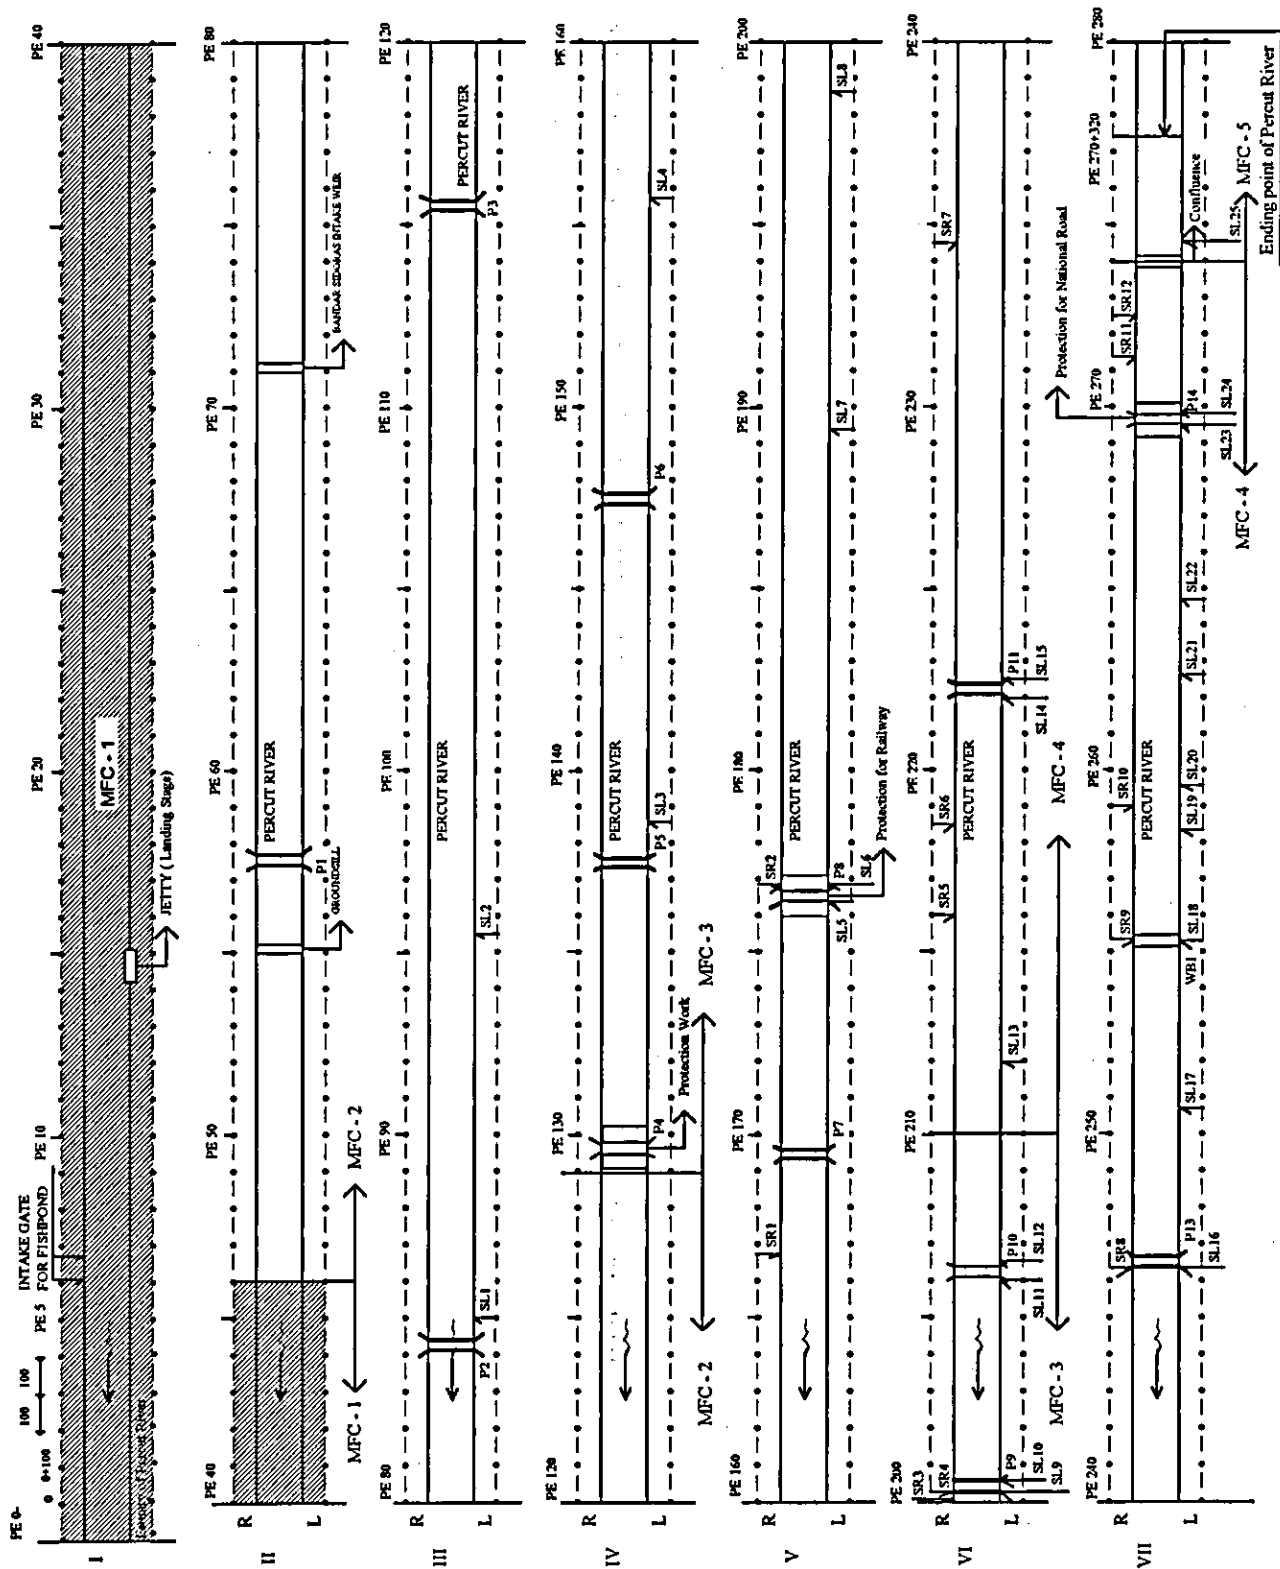 I
PE 0-
0
0+100
100
100
PE 5
INTAKE GATE
FOR FISHPOND
PE 10
PE 20
PE 30
PE 40
MFC - 1
JETTY ( Landing Stage)
II
R
L
PE 40
PE 50
PE 60
PE 70
PE 80
MFC - 1
MFC - 2
GROUNDSILL
P1
PERCUT RIVER
BANDAR SIDORAS INTAKE WEIR
III
R
L
PE 80
PE 90
PE 100
PE 110
PE 120
P2
SL1
SL2
PERCUT RIVER
P3
PERCUT RIVER
IV
PE 120
PE 130
PE 140
PE 150
PE 160
R
L
MFC - 2
MFC - 3
P4
Protection Work
P5
SL3
PERCUT RIVER
P6
SL4
V
PE 160
PE 170
PE 180
PE 190
PE 200
R
L
SR1
P7
SR2
SL5
P8
SL6
Protection for Railway
PERCUT RIVER
SL7
SL8
VI
PE 200
PE 210
PE 220
PE 230
PE 240
R
L
SR3
SR4
P9
SL10
SL9
SL11
P10
SL12
SL13
MFC - 3
MFC - 4
SR5
SR6
PERCUT RIVER
SL14
P11
SL15
SR7
VII
PE 240
PE 250
PE 260
PE 270
PE 270+320
PE 280
R
L
SR8
P13
SL16
SL17
SR9
WB1
SL18
SR10
PERCUT RIVER
SL19
SL20
SL21
SL22
Protection for National Road
SL23
P14
SL24
SR11
SR12
MFC - 4
MFC - 5
SL25
Confluence
Ending point of Percut River